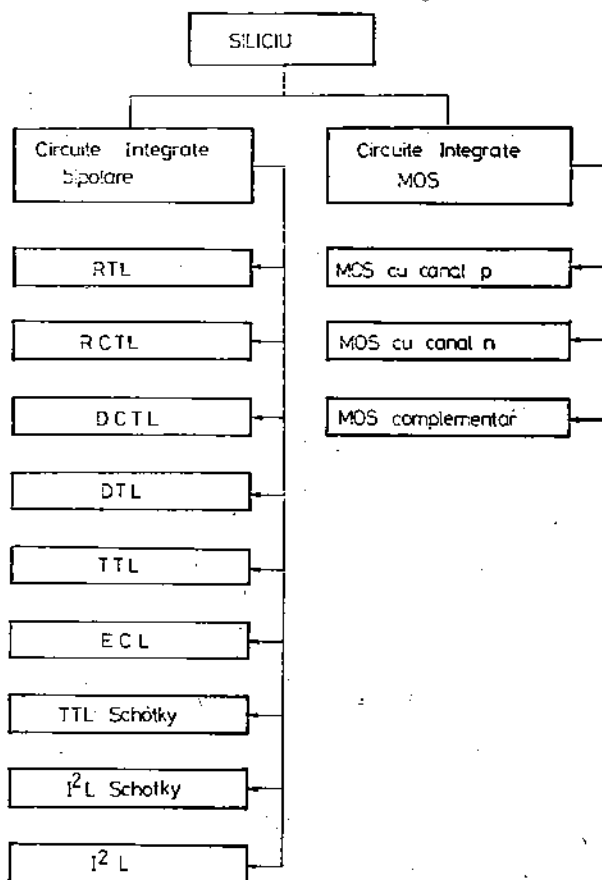 SILICIU
Circuite Integrate
bipolare
Circuite Integrate
MOS
RTL
RCTL
DCTL
DTL
TTL
ECL
TTL Schotky
I²L Schotky
I²L
MOS cu canal p
MOS cu canal n
MOS complementar